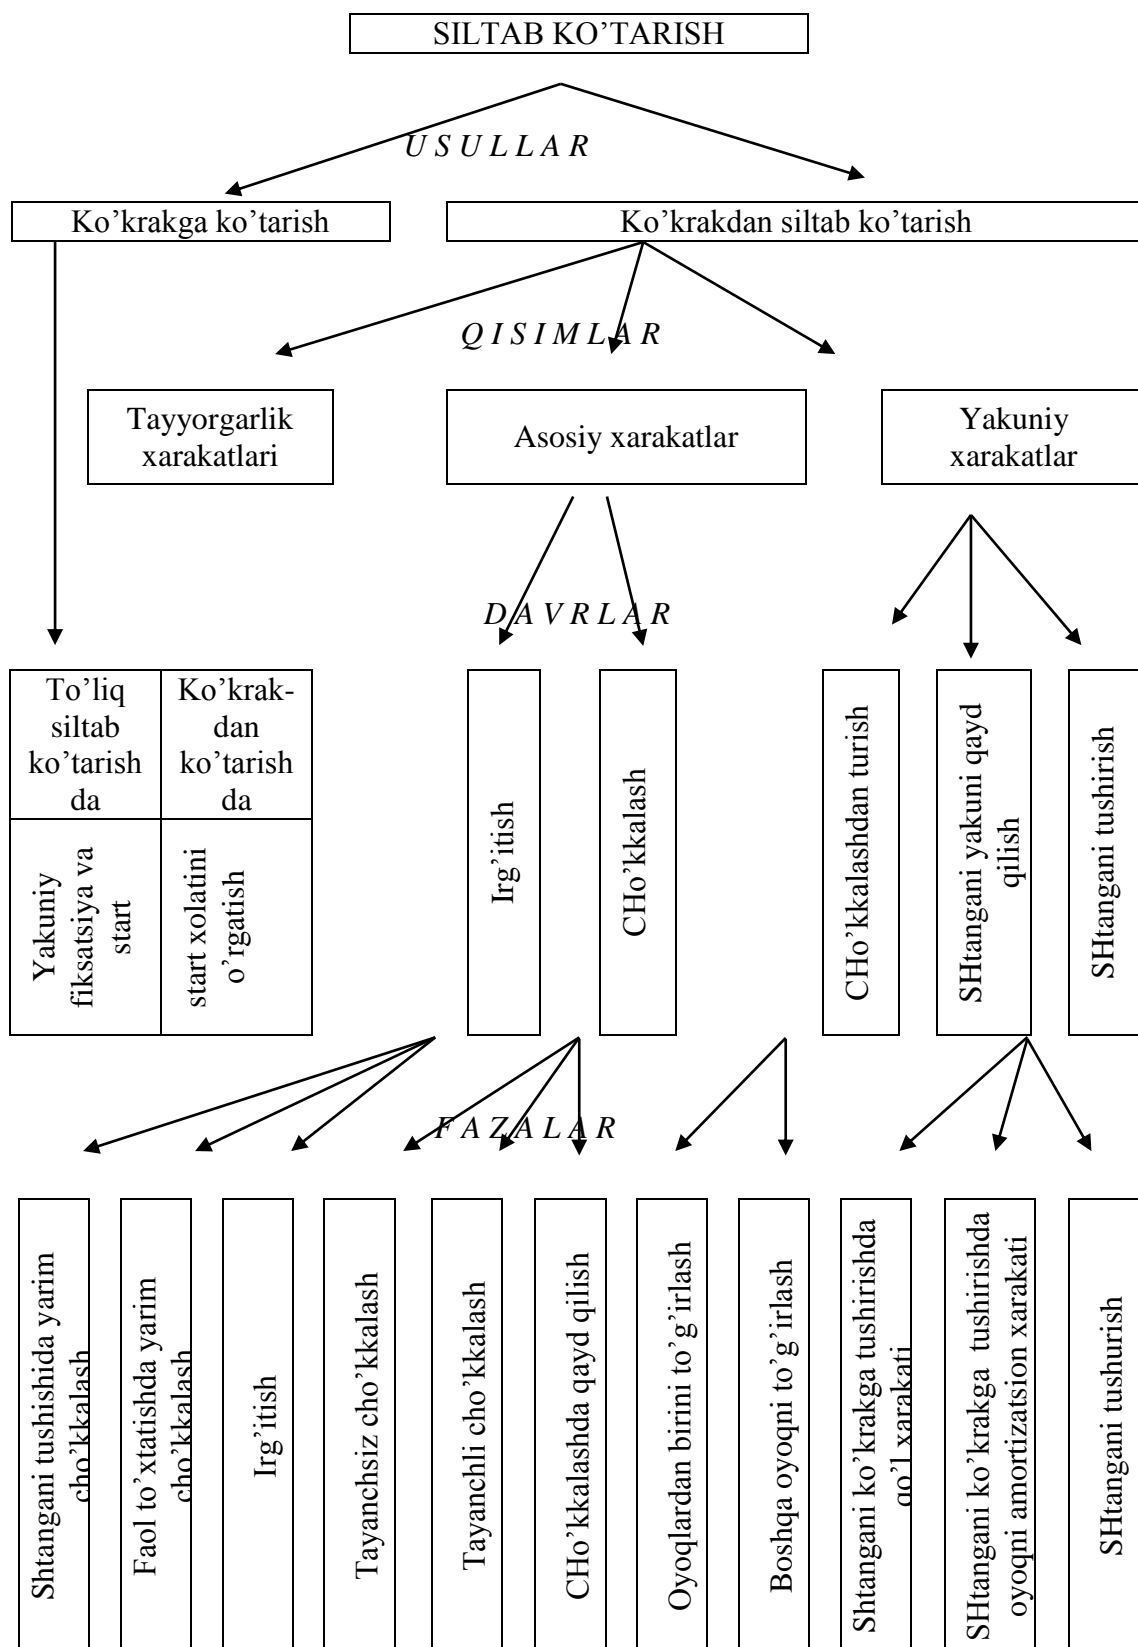 SILTAB KO’TARISH
U S U L L A R
Ko’krakga ko’tarish
Ko’krakdan siltab ko’tarish
Q I S I M L A R
Tayyorgarlik
xarakatlari
Asosiy xarakatlar
Yakuniy
xarakatlar
D A V R L A R
To’liq
siltab
ko’tarish
da
Ko’krak-
dan
ko’tarish
da
Yakuniy
fiksatsiya va
start
start xolatini
o’rgatish
Irg’itish
CHo’kkalash
CHo’kkalashdan turish
SHtangani yakuni qayd
qilish
SHtangani tushirish
F A Z A L A R
Shtangani tushishida yarim
cho’kkalash
Faol to’xtatishda yarim
cho’kkalash
Irg’itish
Tayanchsiz cho’kkalash
Tayanchli cho’kkalash
CHo’kkalashda qayd qilish
Oyoqlardan birini to’g’irlash
Boshqa oyoqni to’g’irlash
Shtangani ko’krakga tushirishda
qo’l xarakati
SHtangani ko’krakga tushirishda
oyoqni amortizatsion xarakati
SHtangani tushurish